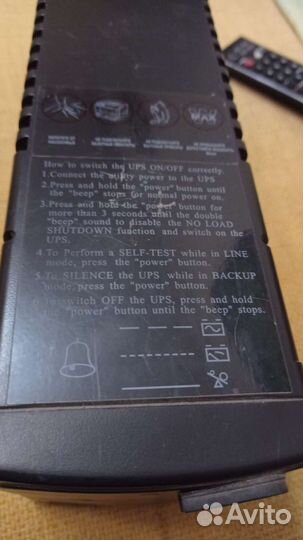 How to switch the UPS ON/OFF correctly.
1.Connect the utility power to the UPS
2.Press and hold the "power" button until
the "beep" stops for normal power on.
3.Press and hold the "power" button for
more than 3 seconds until the double
"beep" sound to disable the NO LOAD
SHUTDOWN function and switch on the
UPS.
4.To Perform a SELF-TEST while in LINE
mode, press the "power" button.
5.To SILENCE the UPS while in BACKUP
mode, press the "power" button.
6.To switch OFF the UPS, press and hold
the "power" button until the "beep" stops.
Avito